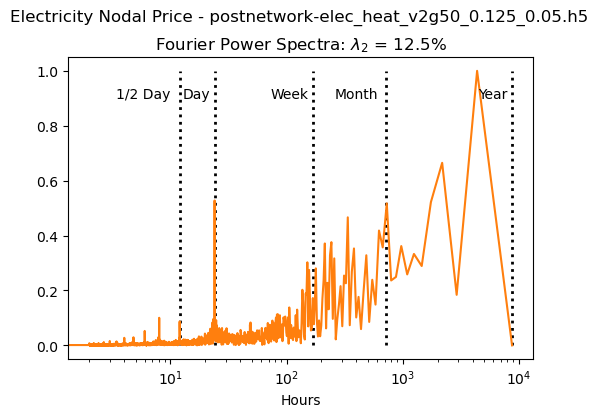 Electricity Nodal Price - postnetwork-elec_heat_v2g50_0.125_0.05.h5
Fourier Power Spectra: λ₂ = 12.5%
1.0
1/2 Day Day Week Month Year
0.8
0.6
0.4
0.2
0.0
10¹ 10² 10³ 10⁴
Hours